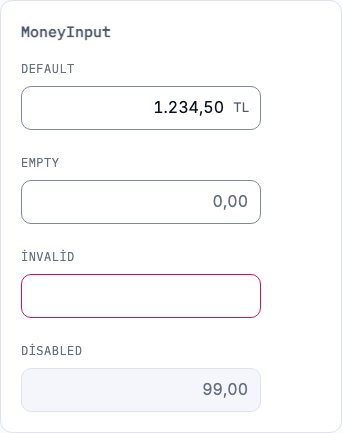 MoneyInput
DEFAULT
1.234,50 TL
EMPTY
0,00
İNVALİD
DİSABLED
99,00